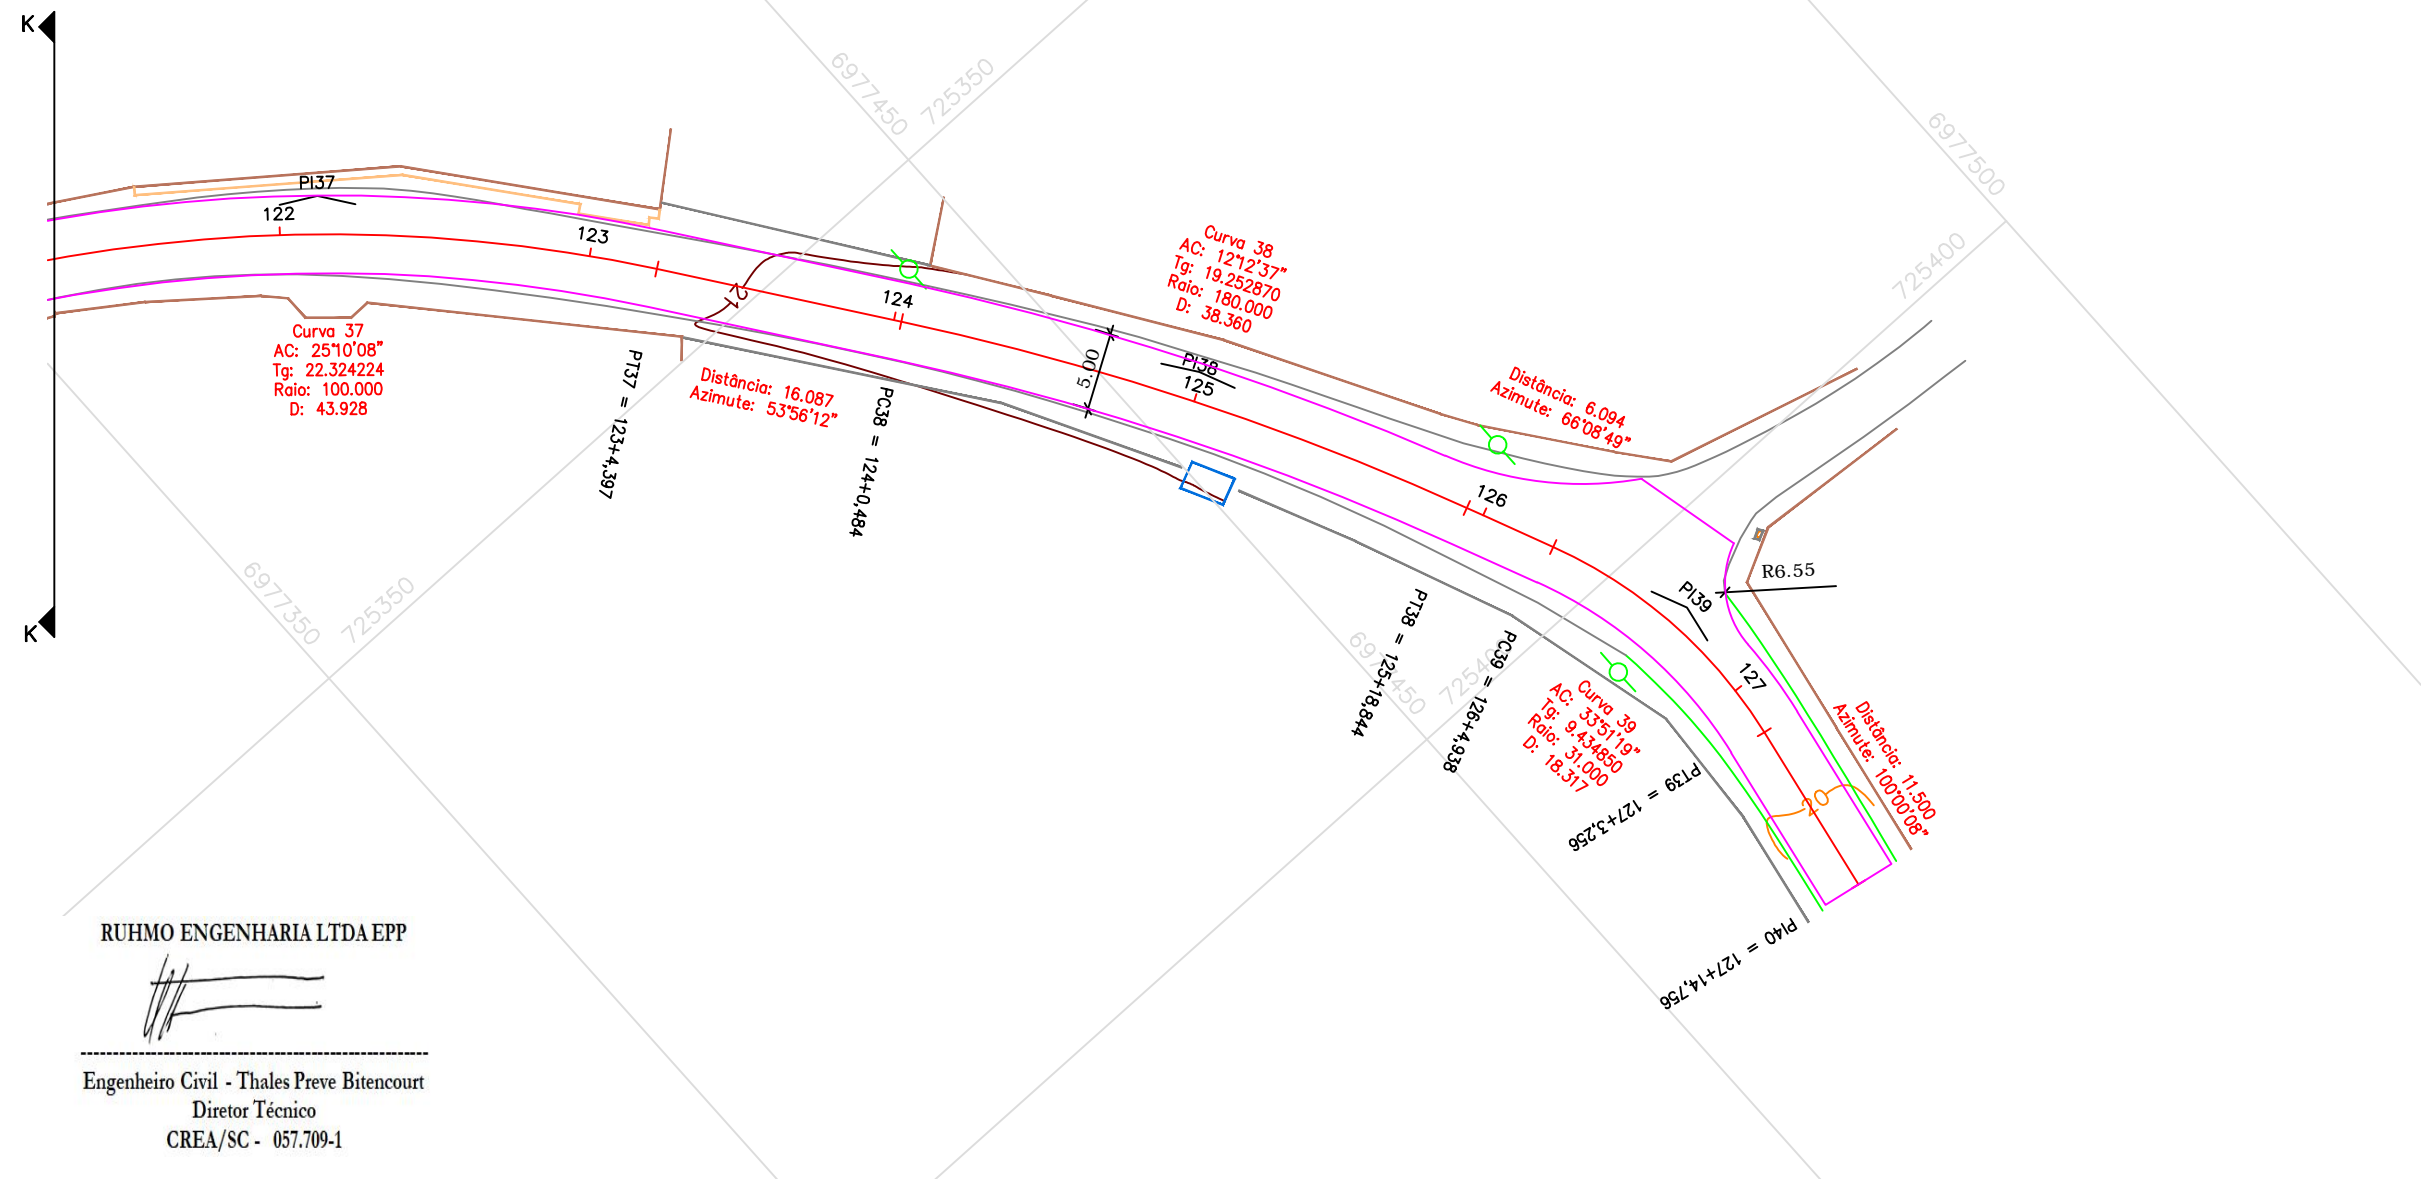 K
6977450
725350
6977500
PI37
122
123
725400
Curva 38
AC: 12°12'37"
Tg: 19.252870
Raio: 180.000
D: 38.360
21
124
Curva 37
AC: 25°10'08"
Tg: 22.324224
Raio: 100.000
D: 43.928
PT37 = 123+4,397
Distância: 16.087
Azimute: 53°56'12"
PC38 = 124+0,484
5.00
PI38
125
Distância: 6.094
Azimute: 66°08'49"
126
R6.55
PI39
6977350
725350
K
PT38 = 125+18,844
PC39 = 126+4,938
6977450
725400
127
Curva 39
AC: 33°51'19"
Tg: 9.434850
Raio: 31.000
D: 18.317
PT39 = 127+3,256
Distância: 11.500
Azimute: 100°00'08"
20
PI40 = 127+14,756
RUHMO ENGENHARIA LTDA EPP
Engenheiro Civil - Thales Preve Bitencourt
Diretor Técnico
CREA/SC - 057.709-1